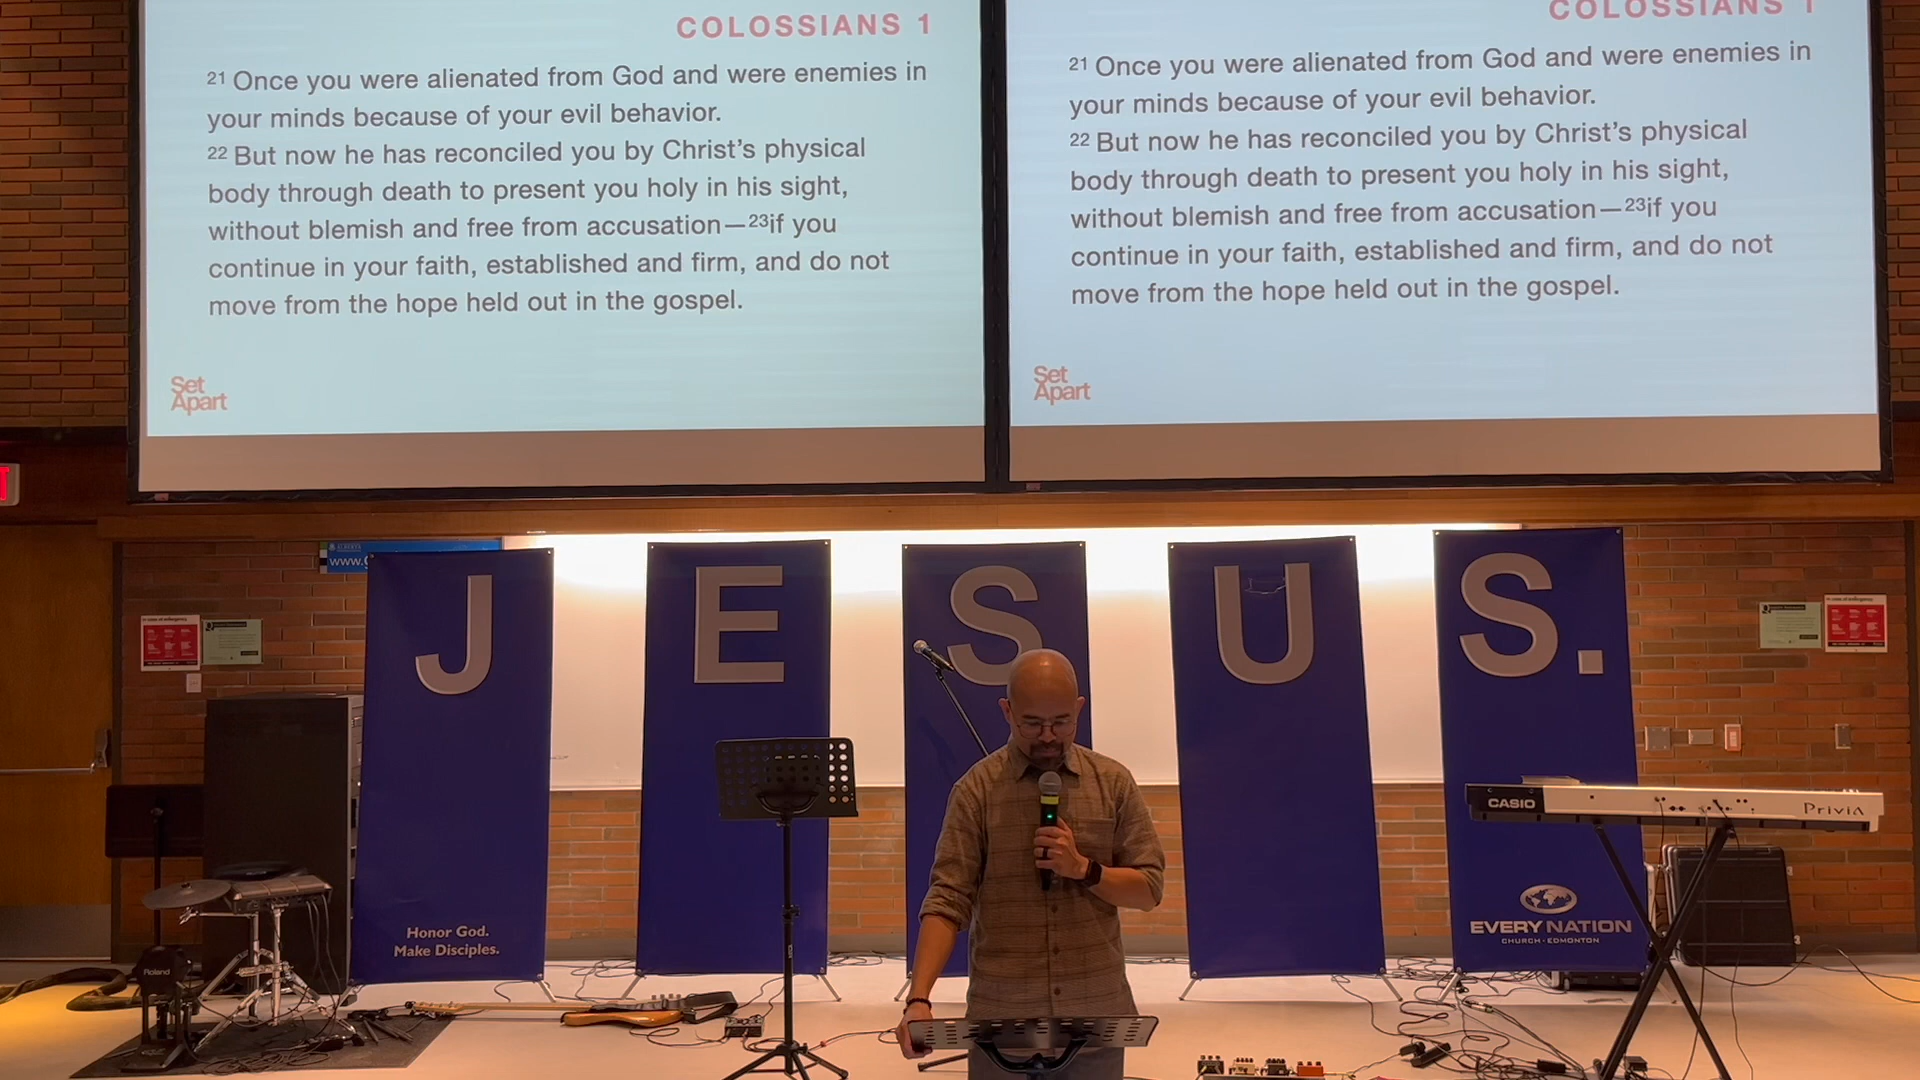 COLOSSIANS 1
21 Once you were alienated from God and were enemies in
your minds because of your evil behavior.
22 But now he has reconciled you by Christ's physical
body through death to present you holy in his sight,
without blemish and free from accusation—23if you
continue in your faith, established and firm, and do not
move from the hope held out in the gospel.
Set
Apart
COLOSSIANS 1
21 Once you were alienated from God and were enemies in
your minds because of your evil behavior.
22 But now he has reconciled you by Christ's physical
body through death to present you holy in his sight,
without blemish and free from accusation—23if you
continue in your faith, established and firm, and do not
move from the hope held out in the gospel.
Set
Apart
www.
J E S U S.
Honor God.
Make Disciples.
CASIO
Privia
EVERY NATION
CHURCH • EDMONTON
Roland